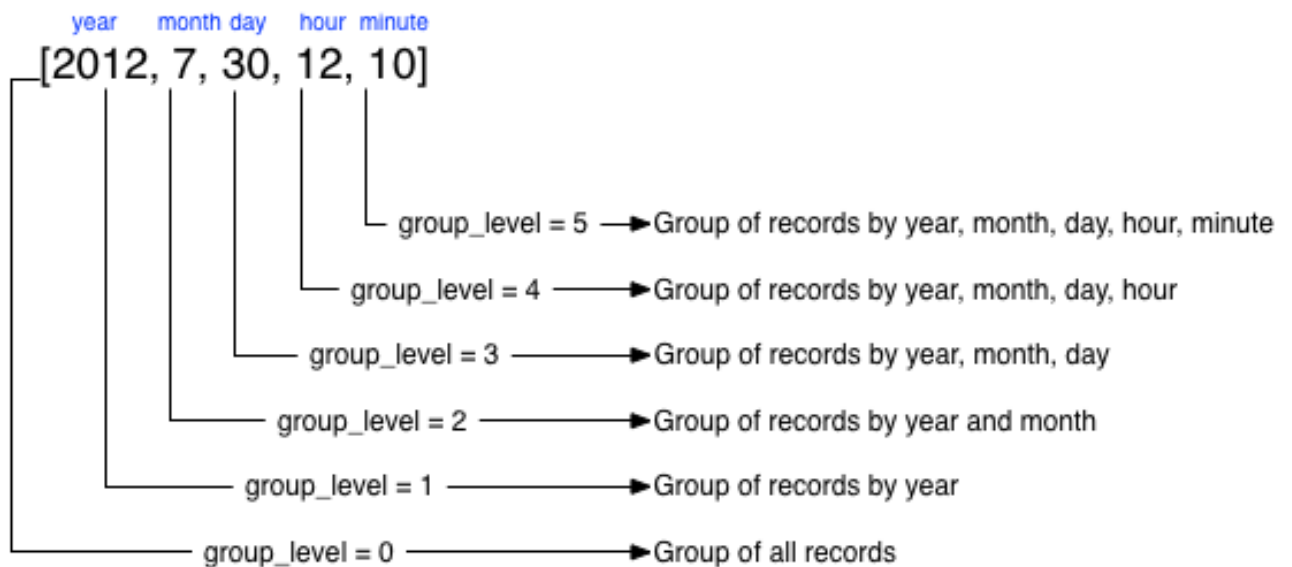 year month day hour minute
[2012, 7, 30, 12, 10]
group_level = 5 Group of records by year, month, day, hour, minute
group_level = 4 Group of records by year, month, day, hour
group_level = 3 Group of records by year, month, day
group_level = 2 Group of records by year and month
group_level = 1 Group of records by year
group_level = 0 Group of all records